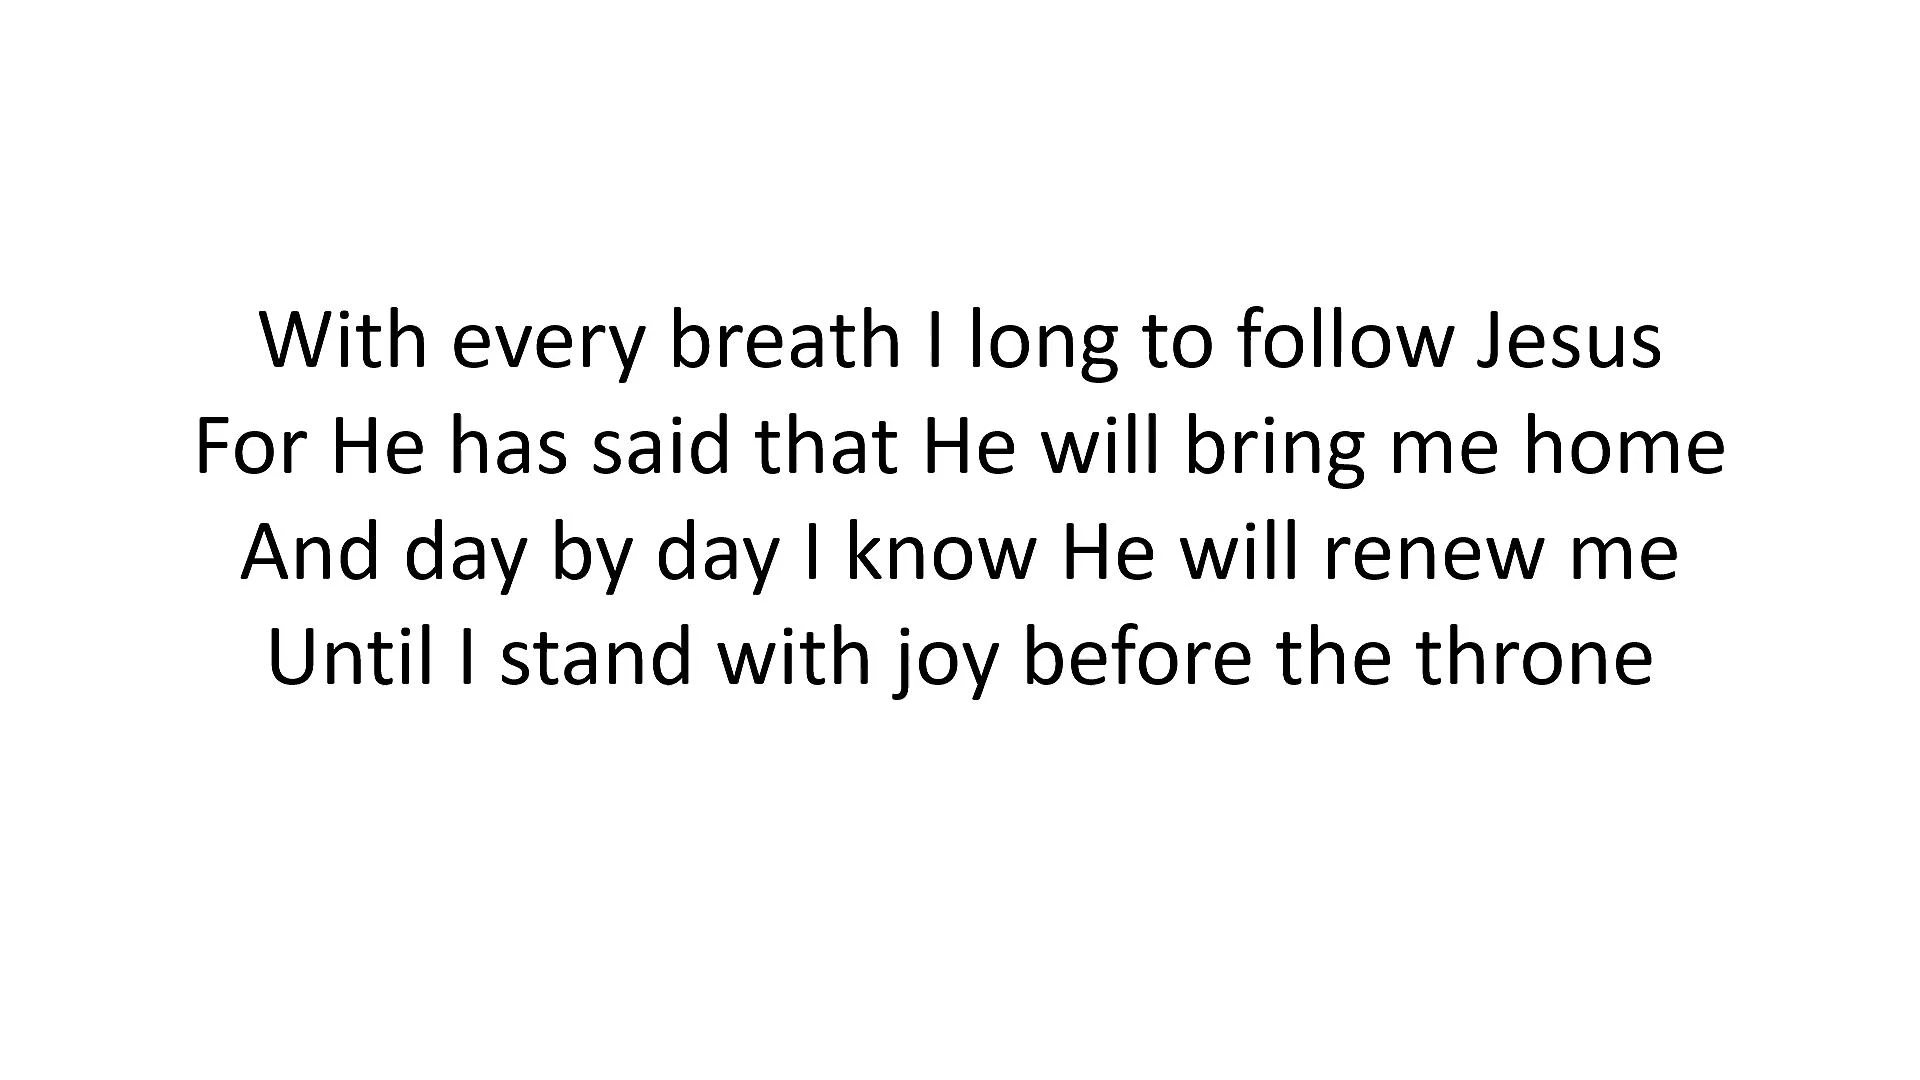 With every breath I long to follow Jesus
For He has said that He will bring me home
And day by day I know He will renew me
Until I stand with joy before the throne